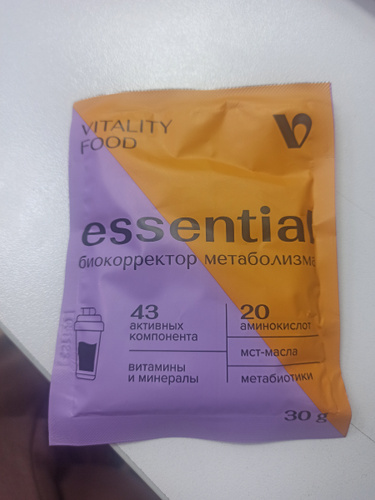 VITALITY
FOOD
essential
биокорректор метаболизма
43
активных
компонента
20
аминокислот
мст-масла
витамины
и минералы
метабиотики
30 g